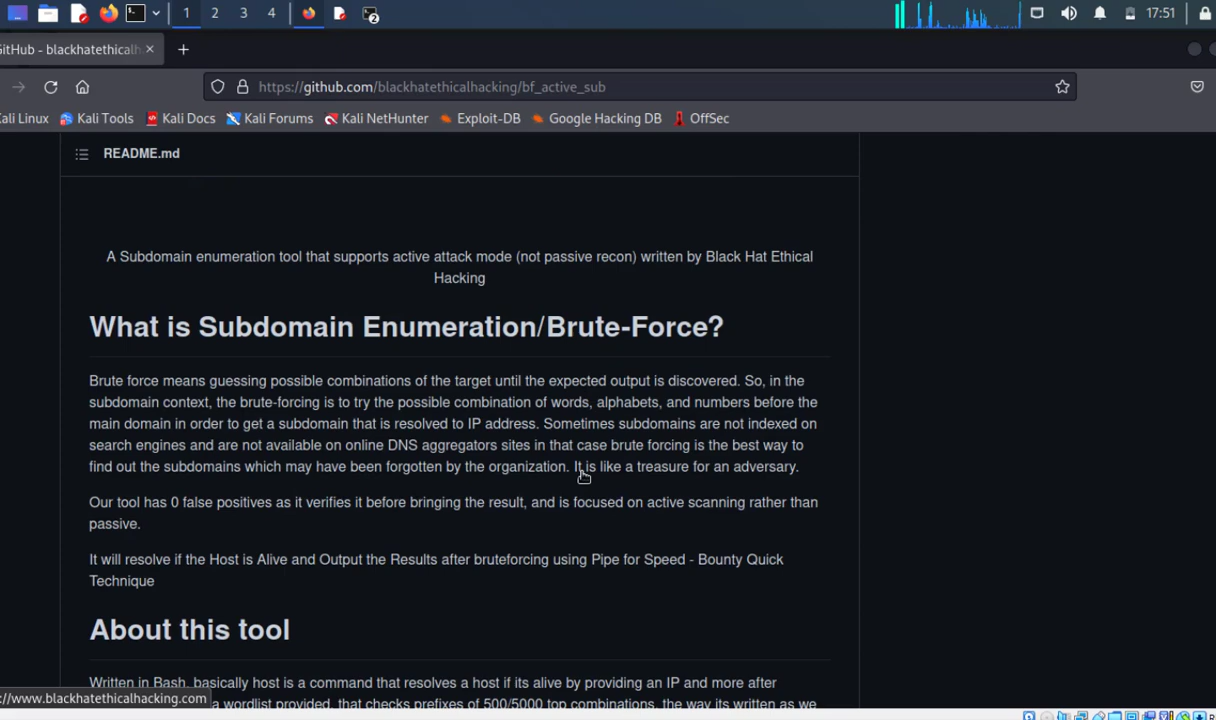 1 2 3 4 2 17:51
GitHub - blackhatethicalh
https://github.com/blackhatethicalhacking/bf_active_sub
Kali Linux Kali Tools Kali Docs Kali Forums Kali NetHunter Exploit-DB Google Hacking DB OffSec
README.md
A Subdomain enumeration tool that supports active attack mode (not passive recon) written by Black Hat Ethical
Hacking
What is Subdomain Enumeration/Brute-Force?
Brute force means guessing possible combinations of the target until the expected output is discovered. So, in the
subdomain context, the brute-forcing is to try the possible combination of words, alphabets, and numbers before the
main domain in order to get a subdomain that is resolved to IP address. Sometimes subdomains are not indexed on
search engines and are not available on online DNS aggregators sites in that case brute forcing is the best way to
find out the subdomains which may have been forgotten by the organization. It is like a treasure for an adversary.
Our tool has 0 false positives as it verifies it before bringing the result, and is focused on active scanning rather than
passive.
It will resolve if the Host is Alive and Output the Results after bruteforcing using Pipe for Speed - Bounty Quick
Technique
About this tool
Written in Bash, basically host is a command that resolves a host if its alive by providing an IP and more after
a wordlist provided, that checks prefixes of 500/5000 top combinations, the way its written as we
://www.blackhatethicalhacking.com